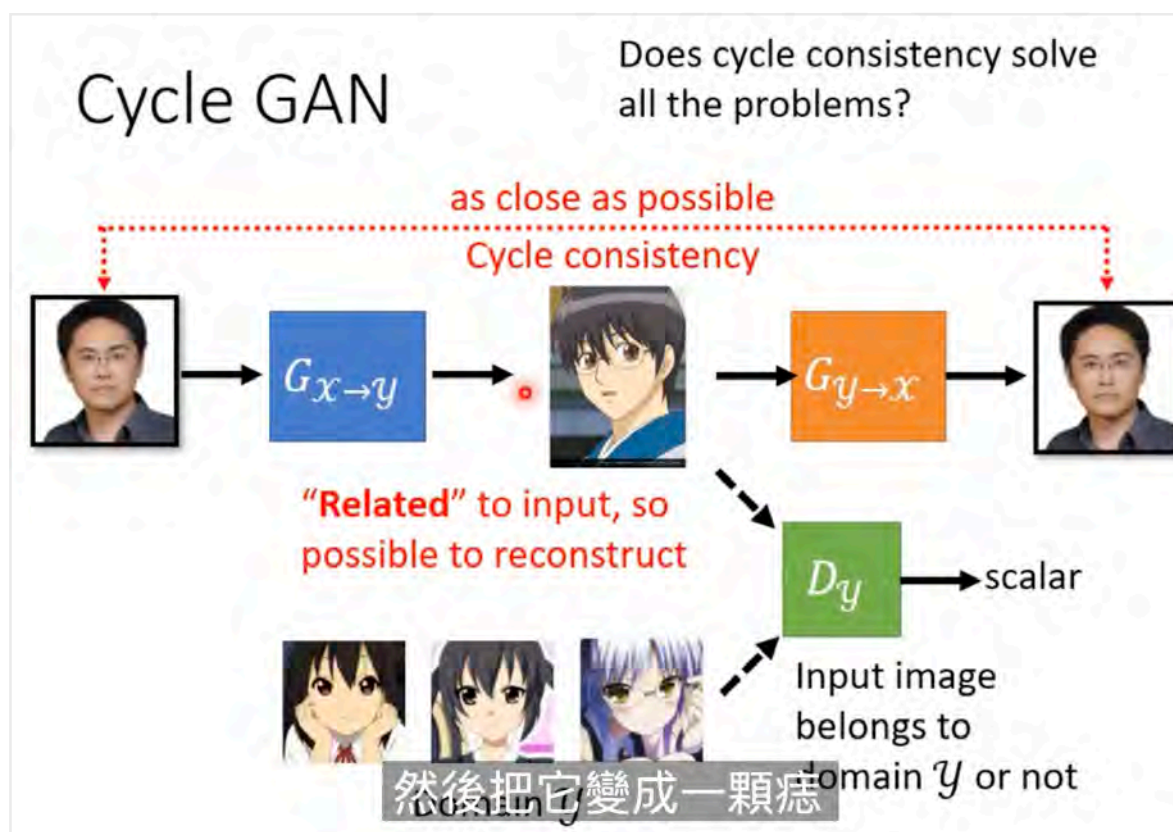 Cycle GAN
Does cycle consistency solve
all the problems?
as close as possible
Cycle consistency
G𝒳→𝒴
G𝒴→𝒳
“Related” to input, so
possible to reconstruct
D𝒴
scalar
Input image
belongs to
domain 𝒴 or not
Domain 𝒴
然後把它變成一顆痣